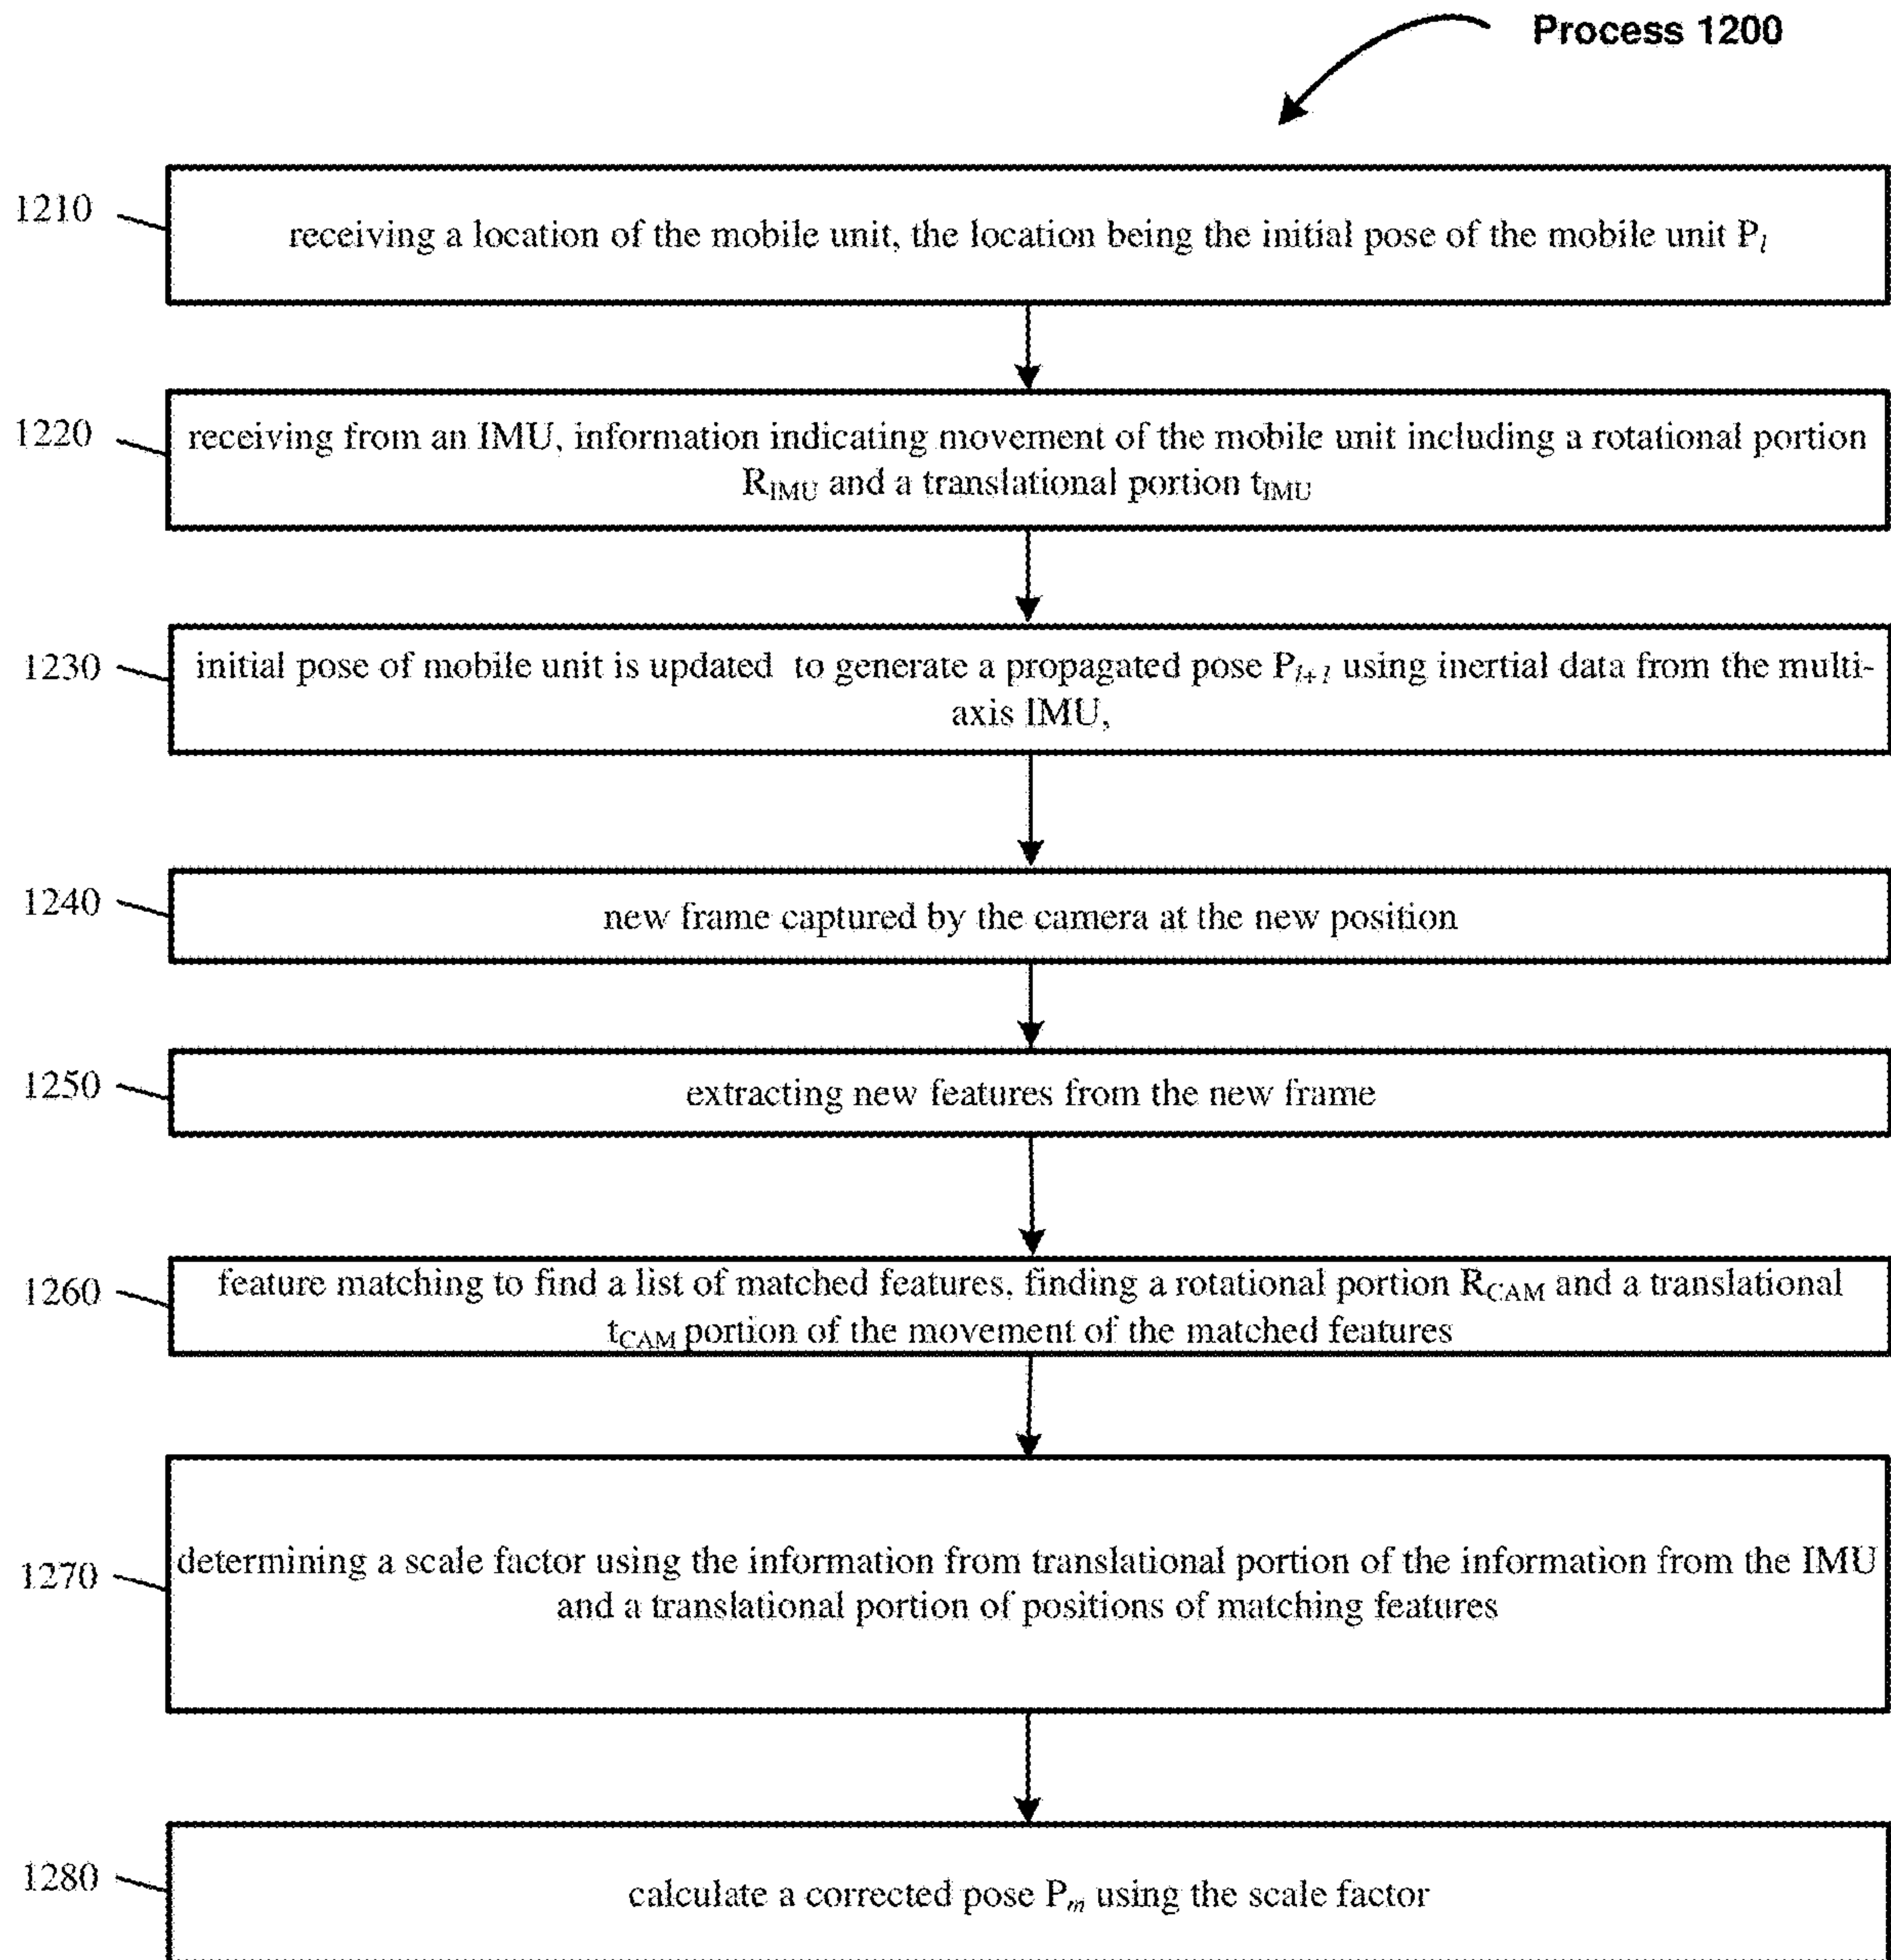 Process 1200
1210
receiving a location of the mobile unit, the location being the initial pose of the mobile unit P_l
1220
receiving from an IMU, information indicating movement of the mobile unit including a rotational portion
R_IMU and a translational portion t_IMU
1230
initial pose of mobile unit is updated to generate a propagated pose P_l+1 using inertial data from the multi-
axis IMU,
1240
new frame captured by the camera at the new position
1250
extracting new features from the new frame
1260
feature matching to find a list of matched features, finding a rotational portion R_CAM and a translational
t_CAM portion of the movement of the matched features
1270
determining a scale factor using the information from translational portion of the information from the IMU
and a translational portion of positions of matching features
1280
calculate a corrected pose P_m using the scale factor